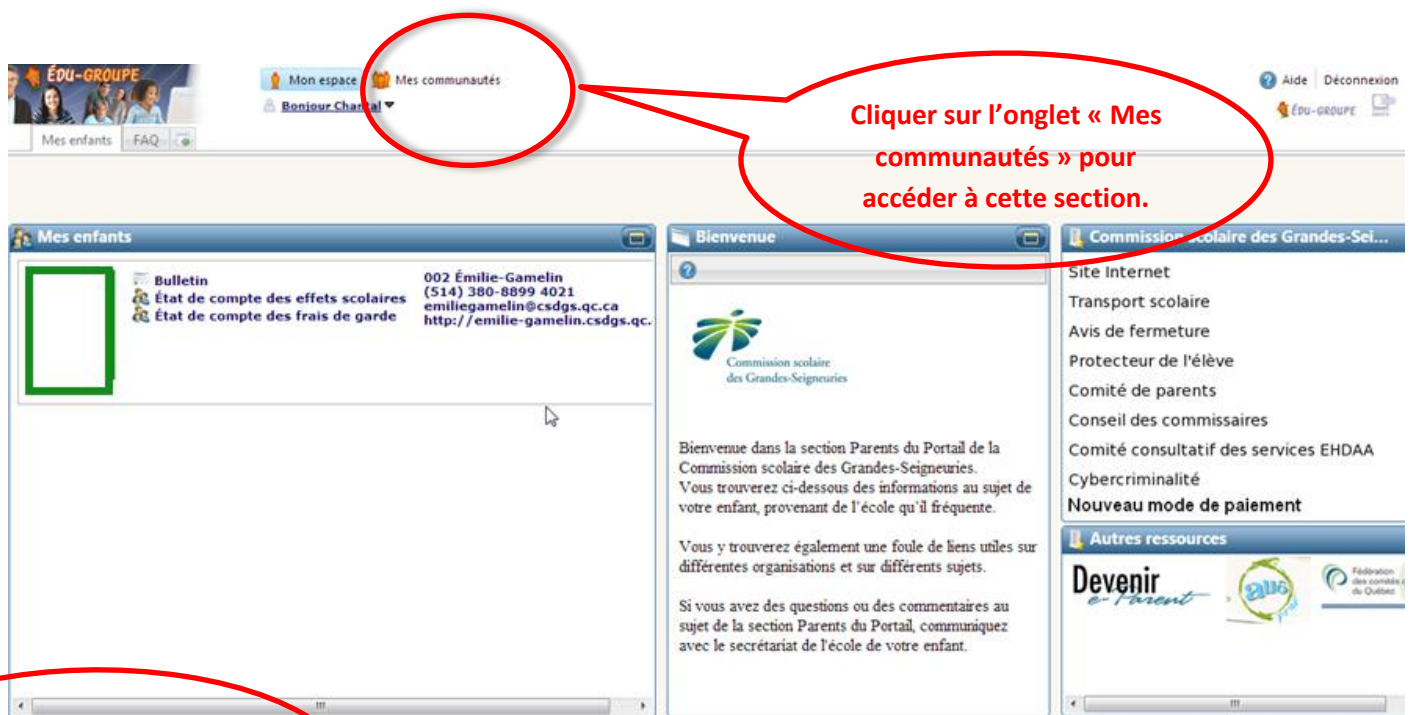 ÉDU-GROUPE
Mon espace
Mes communautés
Bonjour Chantal
Aide
Déconnexion
ÉDU-GROUPE
Mes enfants
FAQ
Cliquer sur l’onglet « Mes
communautés » pour
accéder à cette section.
Mes enfants
Bulletin
État de compte des effets scolaires
État de compte des frais de garde
002 Émilie-Gamelin
(514) 380-8899 4021
emiliegamelin@csdgs.qc.ca
http://emilie-gamelin.csdgs.qc.
Bienvenue
Commission scolaire
des Grandes-Seigneuries
Bienvenue dans la section Parents du Portail de la
Commission scolaire des Grandes-Seigneuries.
Vous trouverez ci-dessous des informations au sujet de
votre enfant, provenant de l'école qu'il fréquente.
Vous y trouverez également une foule de liens utiles sur
différentes organisations et sur différents sujets.
Si vous avez des questions ou des commentaires au
sujet de la section Parents du Portail, communiquez
avec le secrétariat de l'école de votre enfant.
Commission scolaire des Grandes-Sei...
Site Internet
Transport scolaire
Avis de fermeture
Protecteur de l'élève
Comité de parents
Conseil des commissaires
Comité consultatif des services EHDAA
Cybercriminalité
Nouveau mode de paiement
Autres ressources
Devenir
e-Parent
Fédération
des comités
du Québec